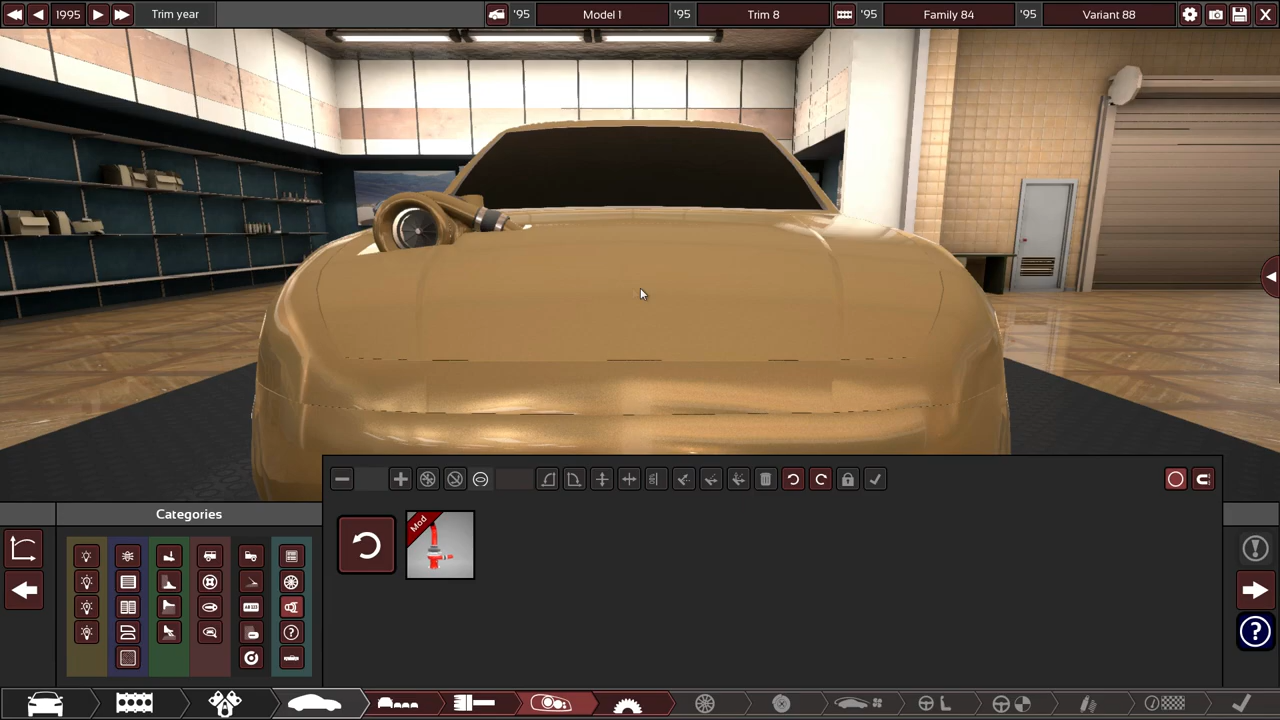 1995
Trim year
'95
Model 1
'95
Trim 8
'95
Family 84
'95
Variant 88
Categories
Mod